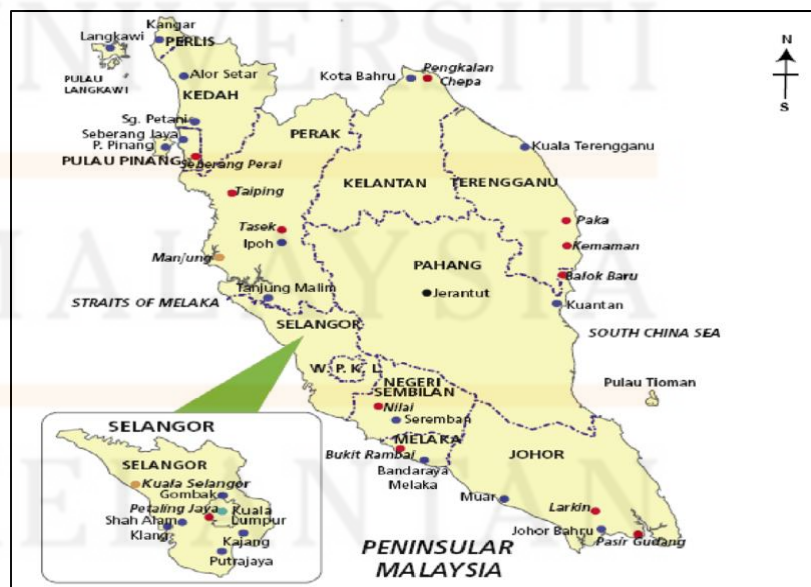 UNIVERSITI
MALAYSIA
KELANTAN
N
S
Kangar
Langkawi
PERLIS
PULAU
LANGKAWI
Alor Setar
KEDAH
Kota Bahru
Pengkalan
Chepa
Sg. Petani
Seberang Jaya
P. Pinang
PULAU PINANG
Seberang Perai
PERAK
Kuala Terengganu
KELANTAN
TERENGGANU
Taiping
Tasek
Ipoh
Paka
Kemaman
Manjung
PAHANG
Balok Baru
Tanjung Malim
Jerantut
Kuantan
STRAITS OF MELAKA
SELANGOR
SOUTH CHINA SEA
W. P. K. L
NEGERI
SEMBILAN
Pulau Tioman
Nilai
Seremban
MELAKA
Bukit Rambai
Bandaraya
Melaka
JOHOR
Muar
Larkin
Johor Bahru
Pasir Gudang
PENINSULAR
MALAYSIA
SELANGOR
SELANGOR
Kuala Selangor
Gombak
Petaling Jaya
Kuala
Lumpur
Shah Alam
Klang
Kajang
Putrajaya